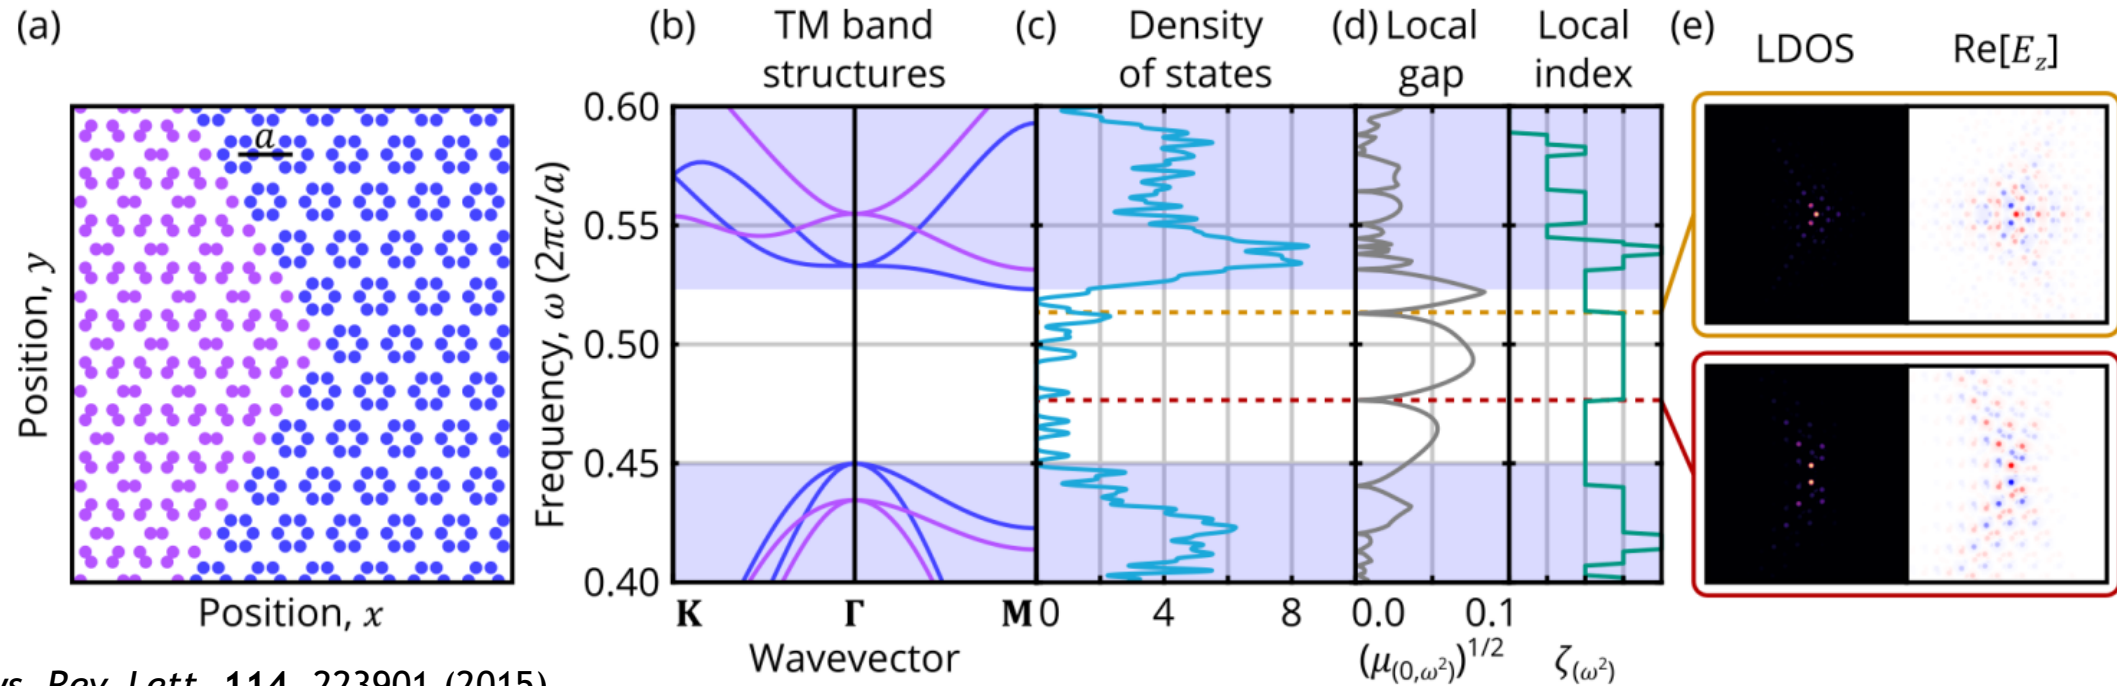 (a)
a
Position, y
Position, x
(b)
TM band
structures
Frequency, ω (2πc/a)
0.60
0.55
0.50
0.45
0.40
K
Γ
M
Wavevector
(c)
Density
of states
0
4
8
(d) Local
gap
0.0
0.1
(μ(0,ω²))^1/2
Local
index
ζ(ω²)
(e)
LDOS
Re[E_z]
Rev. Lett. 114, 223901 (2015)